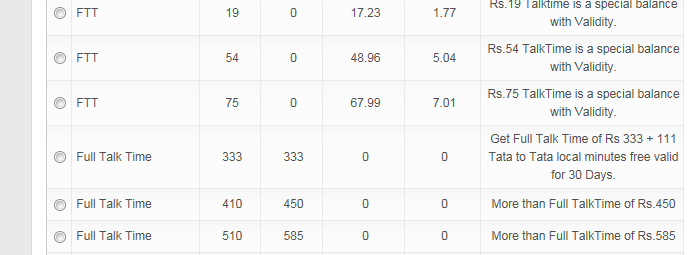 Rs.19 Talktime is a special balance
FTT 19 0 17.23 1.77
with Validity.
Rs.54 TalkTime is a special balance
FTT 54 0 48.96 5.04
with Validity.
Rs.75 TalkTime is a special balance
FTT 75 0 67.99 7.01
with Validity.
Get Full Talk Time of Rs 333 + 111
Full Talk Time 333 333 0 0 Tata to Tata local minutes free valid
for 30 Days.
Full Talk Time 410 450 0 0 More than Full TalkTime of Rs.450
Full Talk Time 510 585 0 0 More than Full TalkTime of Rs.585